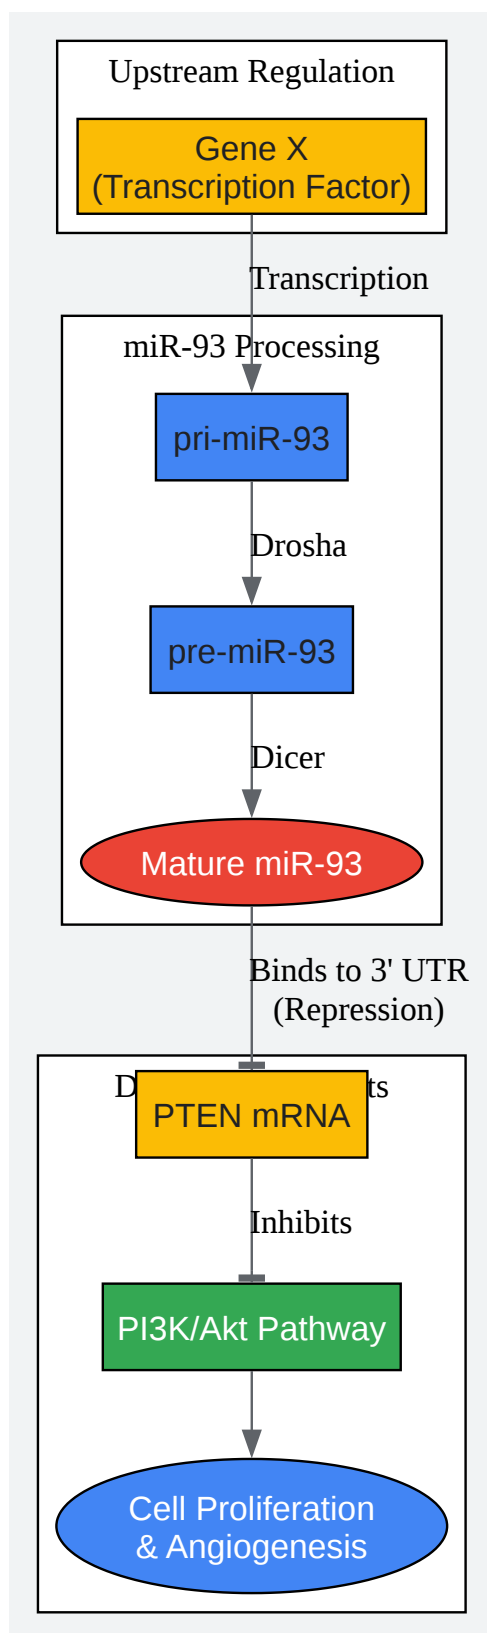 Upstream Regulation
Gene X
(Transcription Factor)
Transcription
miR-93 Processing
pri-miR-93
Drosha
pre-miR-93
Dicer
Mature miR-93
Binds to 3' UTR
(Repression)
PTEN mRNA
Inhibits
PI3K/Akt Pathway
Cell Proliferation
& Angiogenesis